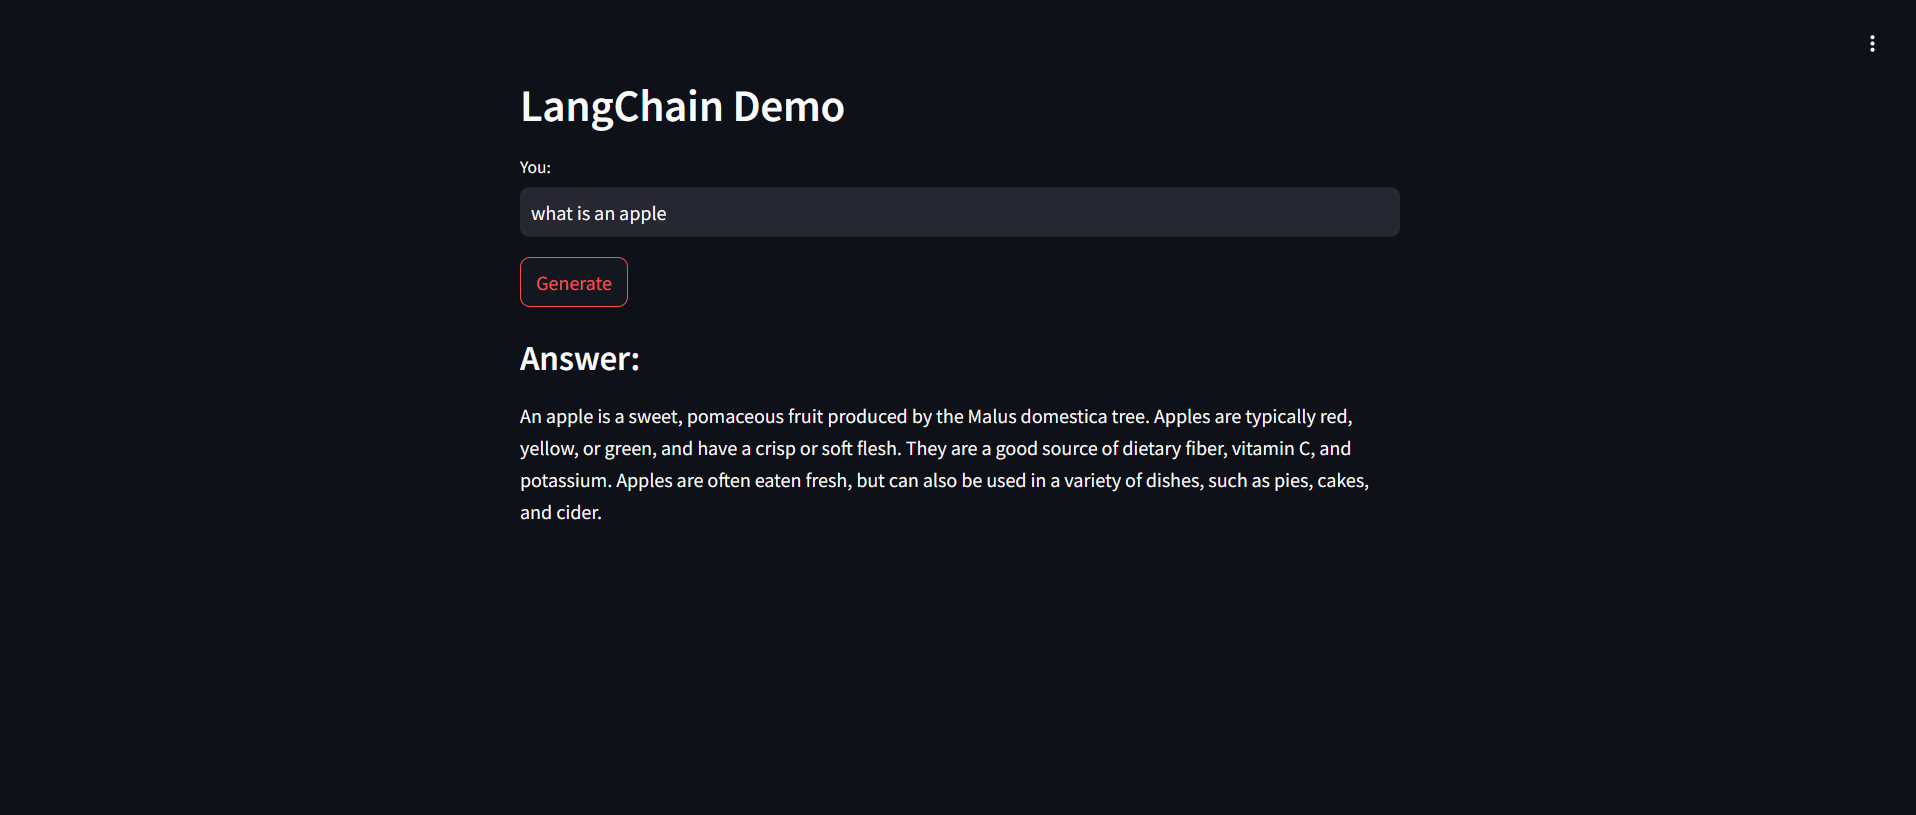 LangChain Demo
You:
what is an apple
Generate
Answer:
An apple is a sweet, pomaceous fruit produced by the Malus domestica tree. Apples are typically red,
yellow, or green, and have a crisp or soft flesh. They are a good source of dietary fiber, vitamin C, and
potassium. Apples are often eaten fresh, but can also be used in a variety of dishes, such as pies, cakes,
and cider.